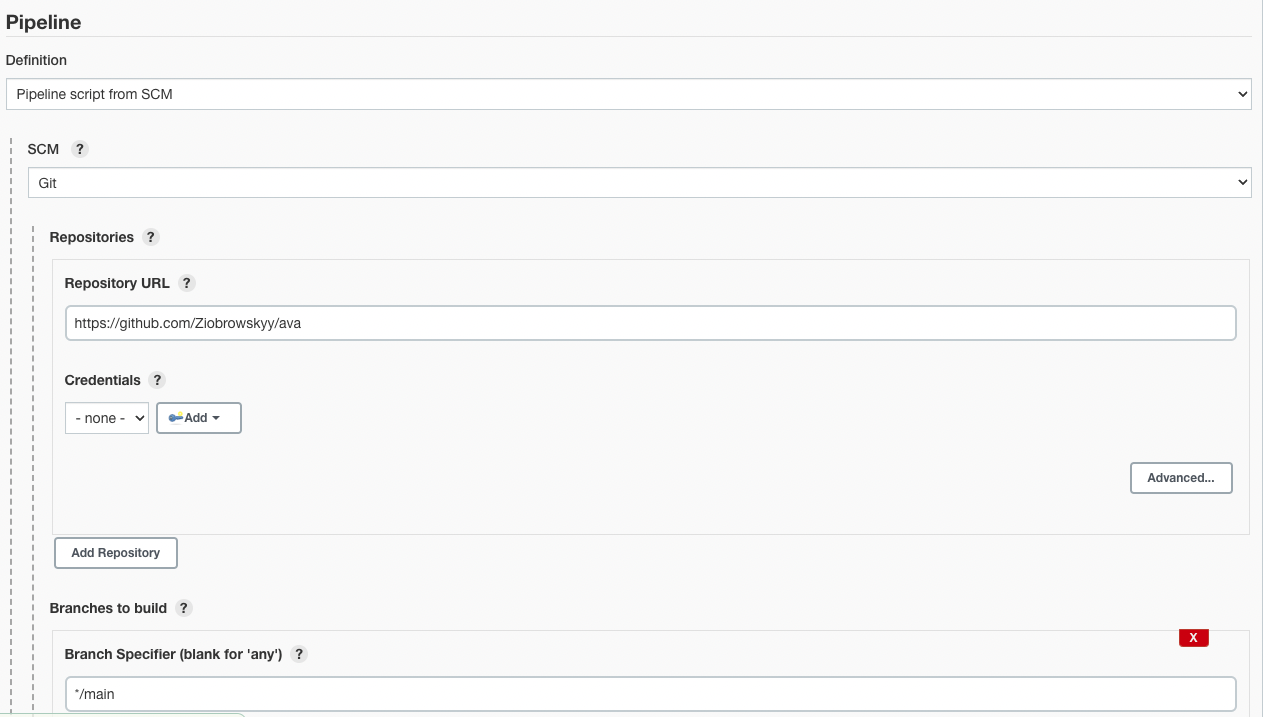 Pipeline
Definition
Pipeline script from SCM
SCM ?
Git
Repositories ?
Repository URL ?
https://github.com/Ziobrowskyy/ava
Credentials ?
- none - Add
Advanced...
Add Repository
Branches to build ?
X
Branch Specifier (blank for 'any') ?
*/main